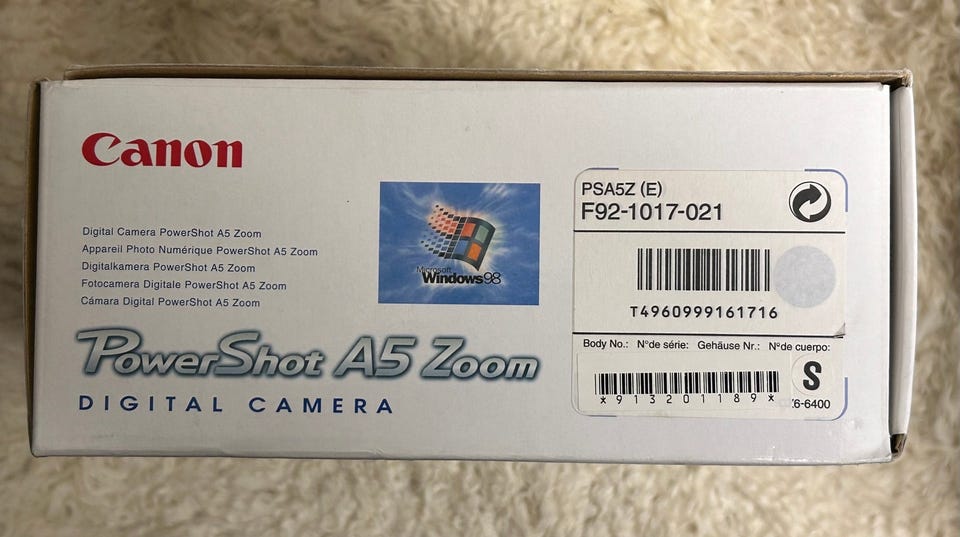 Canon
Digital Camera PowerShot A5 Zoom
Appareil Photo Numérique PowerShot A5 Zoom
Digitalkamera PowerShot A5 Zoom
Fotocamera Digitale PowerShot A5 Zoom
Cámara Digital PowerShot A5 Zoom
Microsoft
Windows98
PowerShot A5 Zoom
DIGITAL CAMERA
PSA5Z (E)
F92-1017-021
T4960999161716
Body No.: N°de série: Gehäuse Nr.: N°de cuerpo:
*913201189*
S
6-6400